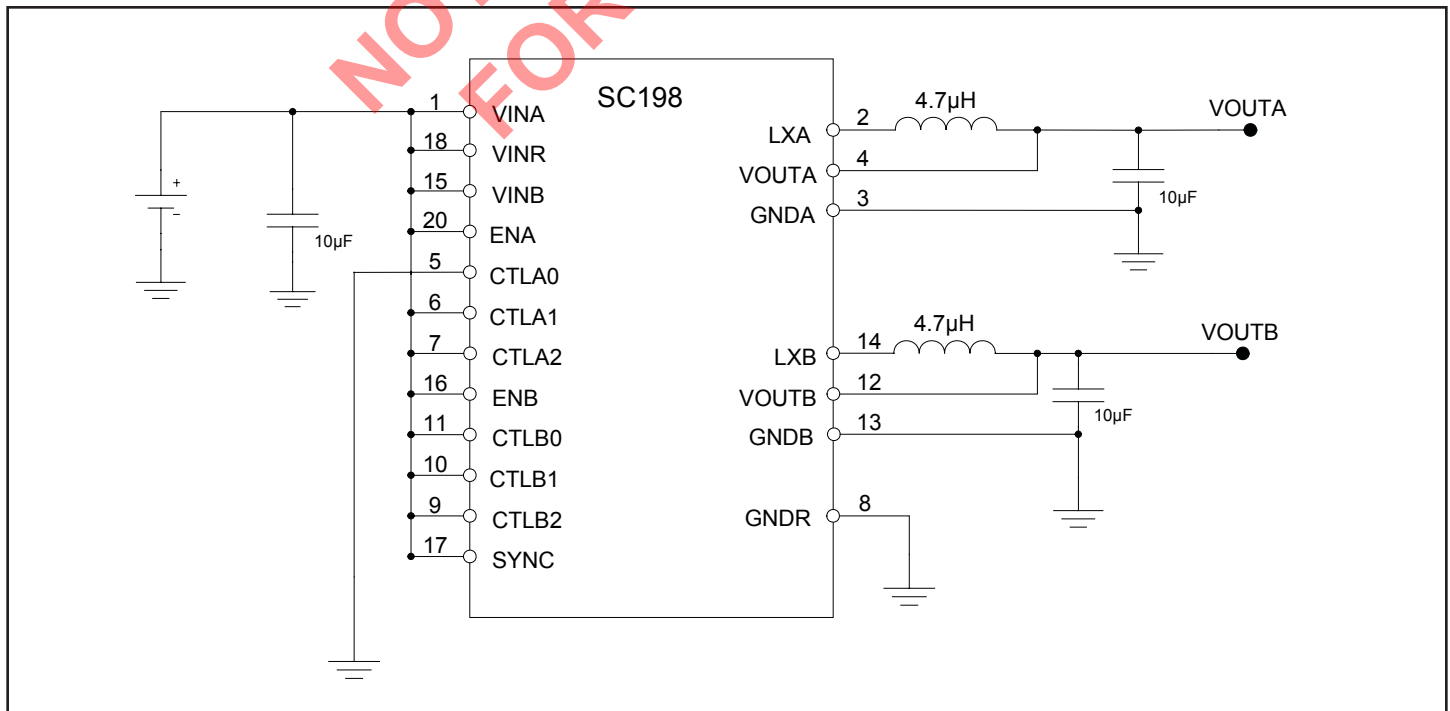 NOT
FOR
SC198
1 VINA
18 VINR
15 VINB
20 ENA
5 CTLA0
6 CTLA1
7 CTLA2
16 ENB
11 CTLB0
10 CTLB1
9 CTLB2
17 SYNC
+
−
10µF
LXA 2
4.7µH
VOUTA
VOUTA 4
GNDA 3
10µF
LXB 14
4.7µH
VOUTB
VOUTB 12
GNDB 13
10µF
GNDR 8